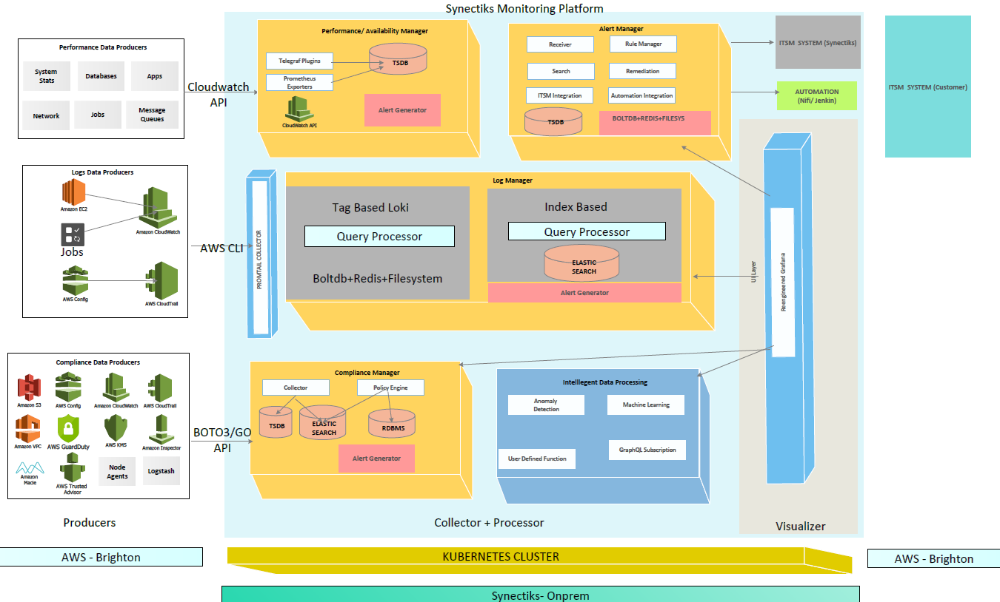 Synectiks Monitoring Platform
Performance Data Producers
System
Stats
Databases
Apps
Network
Jobs
Message
Queues
Cloudwatch
API
Performance/ Availability Manager
Telegraf Plugins
Prometheus
Exporters
TSDB
CloudWatch API
Alert Generator
Alert Manager
Receiver
Rule Manager
Search
Remediation
ITSM Integration
Automation Integration
TSDB
BOLTDB+REDIS+FILESYS
ITSM SYSTEM (Synectiks)
AUTOMATION
(Nifi/ Jenkin)
ITSM SYSTEM (Customer)
Logs Data Producers
Amazon EC2
Amazon CloudWatch
Jobs
AWS Config
AWS CloudTrail
AWS CLI
PROMTAIL COLLECTOR
Log Manager
Tag Based Loki
Query Processor
Boltdb+Redis+Filesystem
Index Based
Query Processor
ELASTIC
SEARCH
Alert Generator
UI Layer
Reengineered Grafana
Compliance Data Producers
Amazon S3
AWS Config
Amazon CloudWatch
AWS CloudTrail
Amazon VPC
AWS GuardDuty
AWS KMS
Amazon Inspector
Amazon
Macie
AWS Trusted
Advisor
Node
Agents
Logstash
BOTO3/GO
API
Compliance Manager
Collector
Policy Engine
TSDB
ELASTIC
SEARCH
RDBMS
Alert Generator
Intelllegent Data Processing
Anomaly
Detection
Machine Learning
User Defined Function
GraphQL Subscription
Producers
Collector + Processor
Visualizer
AWS - Brighton
KUBERNETES CLUSTER
AWS - Brighton
Synectiks- Onprem